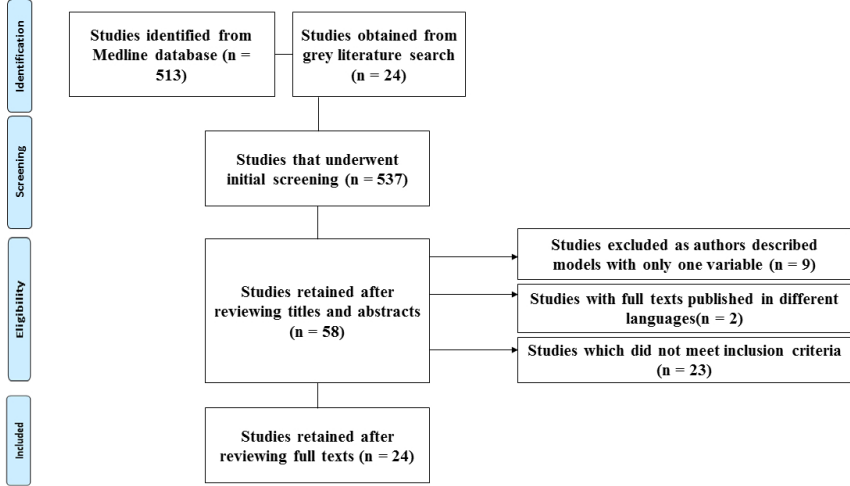 Identification
Studies identified from
Medline database (n =
513)
Studies obtained from
grey literature search
(n = 24)
Screening
Studies that underwent
initial screening (n = 537)
Eligibility
Studies retained after
reviewing titles and abstracts
(n = 58)
Studies excluded as authors described
models with only one variable (n = 9)
Studies with full texts published in different
languages(n = 2)
Studies which did not meet inclusion criteria
(n = 23)
Included
Studies retained after
reviewing full texts (n = 24)